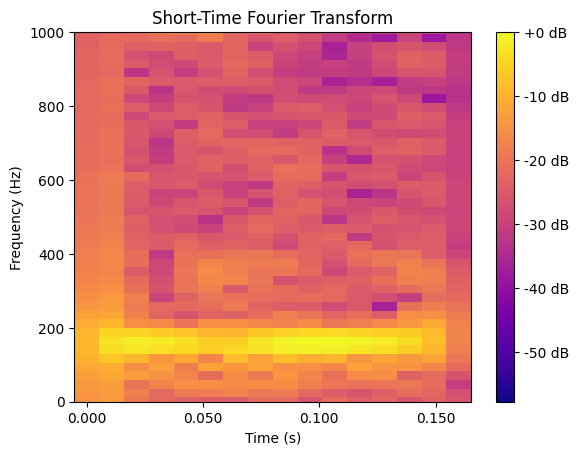 Short-Time Fourier Transform
Frequency (Hz)
1000
800
600
400
200
0
0.000
0.050
0.100
0.150
Time (s)
+0 dB
-10 dB
-20 dB
-30 dB
-40 dB
-50 dB